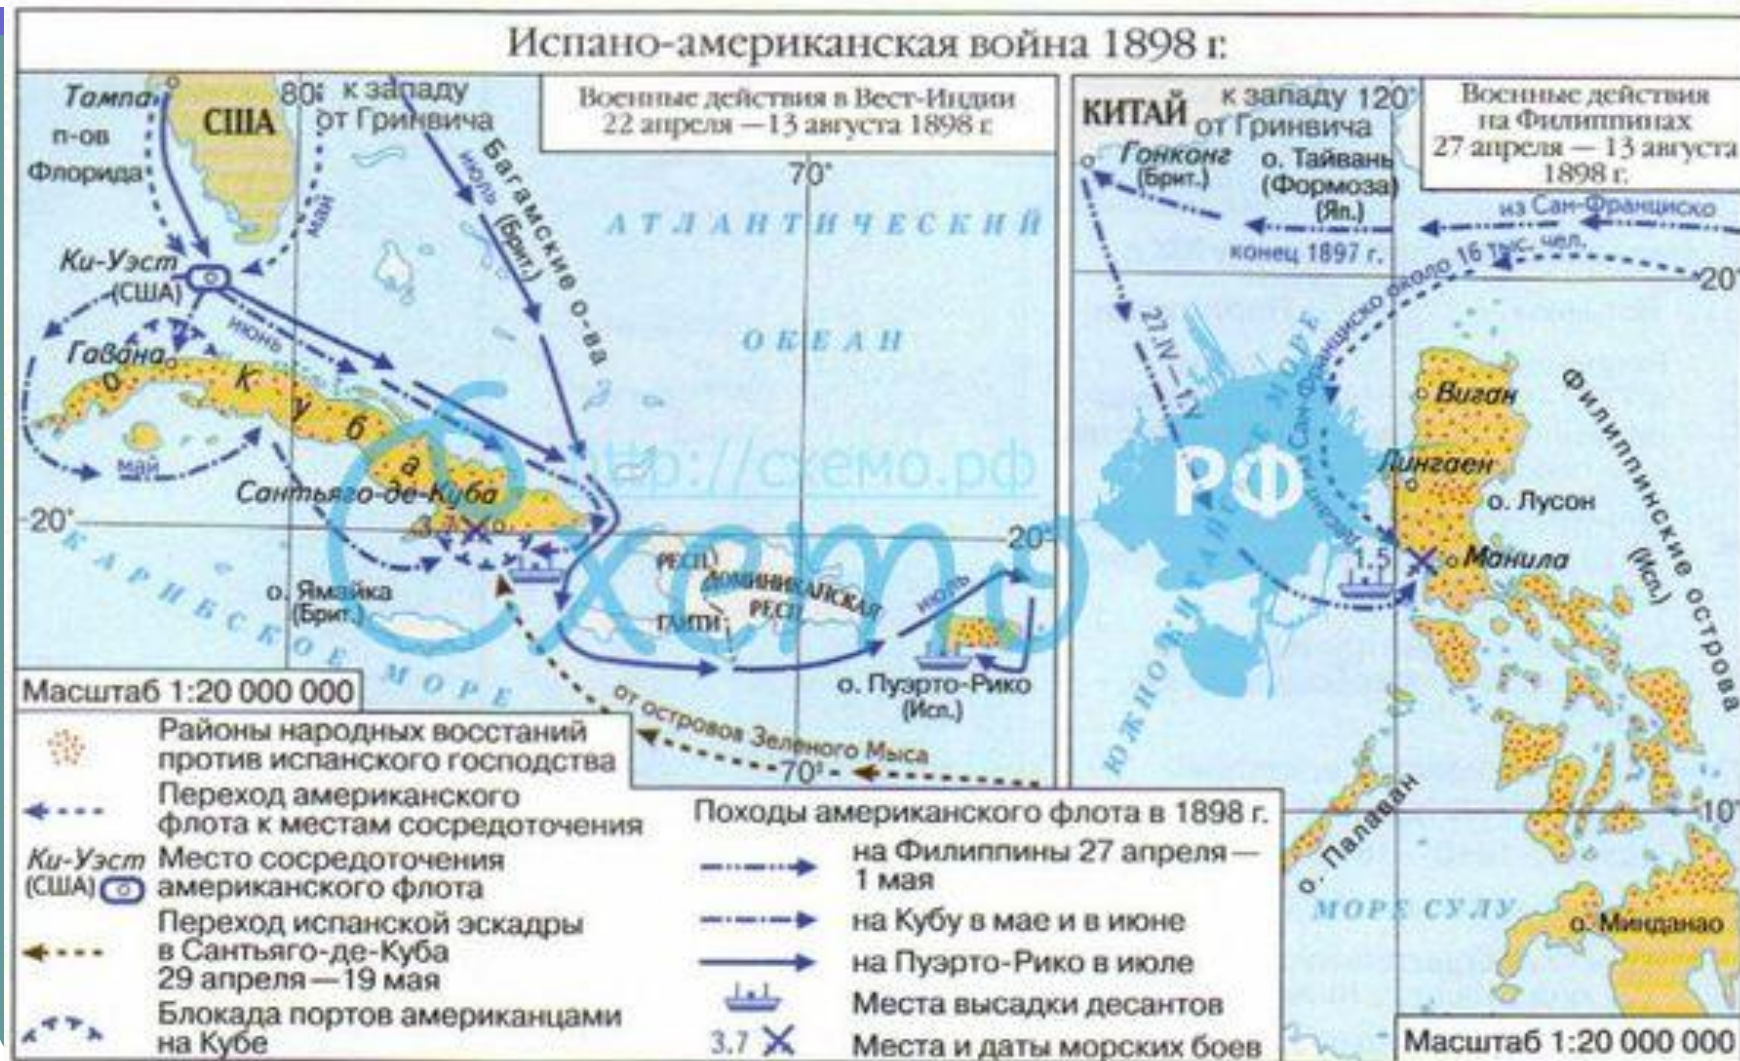 Испано-американская война 1898 г.
Военные действия в Вест-Индии
22 апреля —13 августа 1898 г.
Тампа
п-ов
Флорида
США
80°
к западу
от Гринвича
май
июль
Багамские о-ва
(Брит.)
70°
АТЛАНТИЧЕСКИЙ
ОКЕАН
Ки-Уэст
(США)
июнь
Гавана
о. Куба
май
Сантьяго-де-Куба
3.7
20°
20°
КАРИБСКОЕ МОРЕ
о. Ямайка
(Брит.)
РЕСП.
ГАИТИ
ДОМИНИКАНСКАЯ
РЕСП.
июль
о. Пуэрто-Рико
(Исп.)
от островов Зеленого Мыса
70°
http://схемо.рф
Схемо
РФ
Масштаб 1:20 000 000
Военные действия
на Филиппинах
27 апреля — 13 августа
1898 г.
КИТАЙ
к западу 120°
от Гринвича
Гонконг
(Брит.)
о. Тайвань
(Формоза)
(Яп.)
из Сан-Франциско
конец 1897 г.
около 16 тыс. чел.
из Сан-Франциско
20°
27.IV—1.V
ЮЖНО-КИТАЙСКОЕ МОРЕ
Виган
Лингаен
о. Лусон
1.5
Манила
Филиппинские острова
(Исп.)
о. Палаван
10°
МОРЕ СУЛУ
о. Минданао
Масштаб 1:20 000 000
Районы народных восстаний
против испанского господства
Переход американского
флота к местам сосредоточения
Ки-Уэст
(США)
Место сосредоточения
американского флота
Переход испанской эскадры
в Сантьяго-де-Куба
29 апреля—19 мая
Блокада портов американцами
на Кубе
Походы американского флота в 1898 г.
на Филиппины 27 апреля—
1 мая
на Кубу в мае и в июне
на Пуэрто-Рико в июле
Места высадки десантов
3.7
Места и даты морских боев